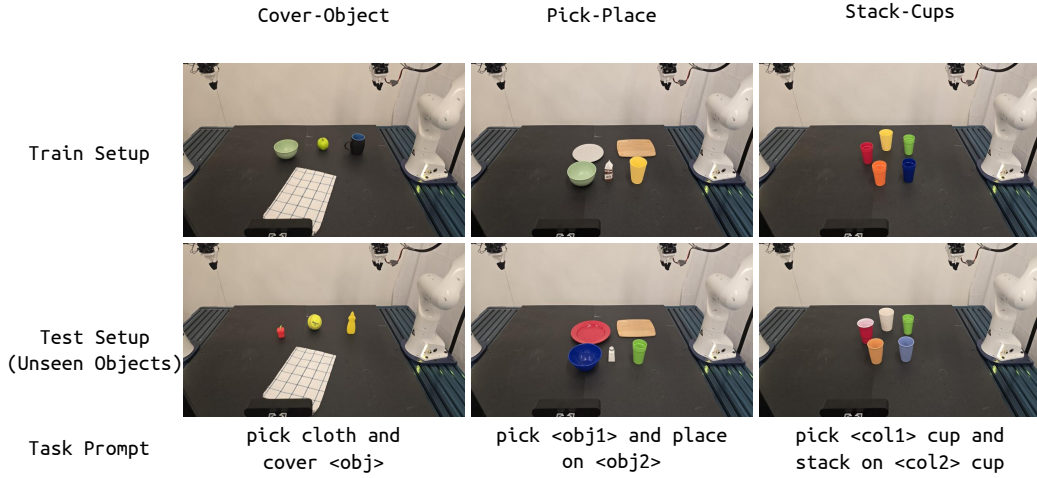 Cover-Object
Pick-Place
Stack-Cups
Train Setup
Test Setup
(Unseen Objects)
Task Prompt
pick cloth and
cover <obj>
pick <obj1> and place
on <obj2>
pick <col1> cup and
stack on <col2> cup